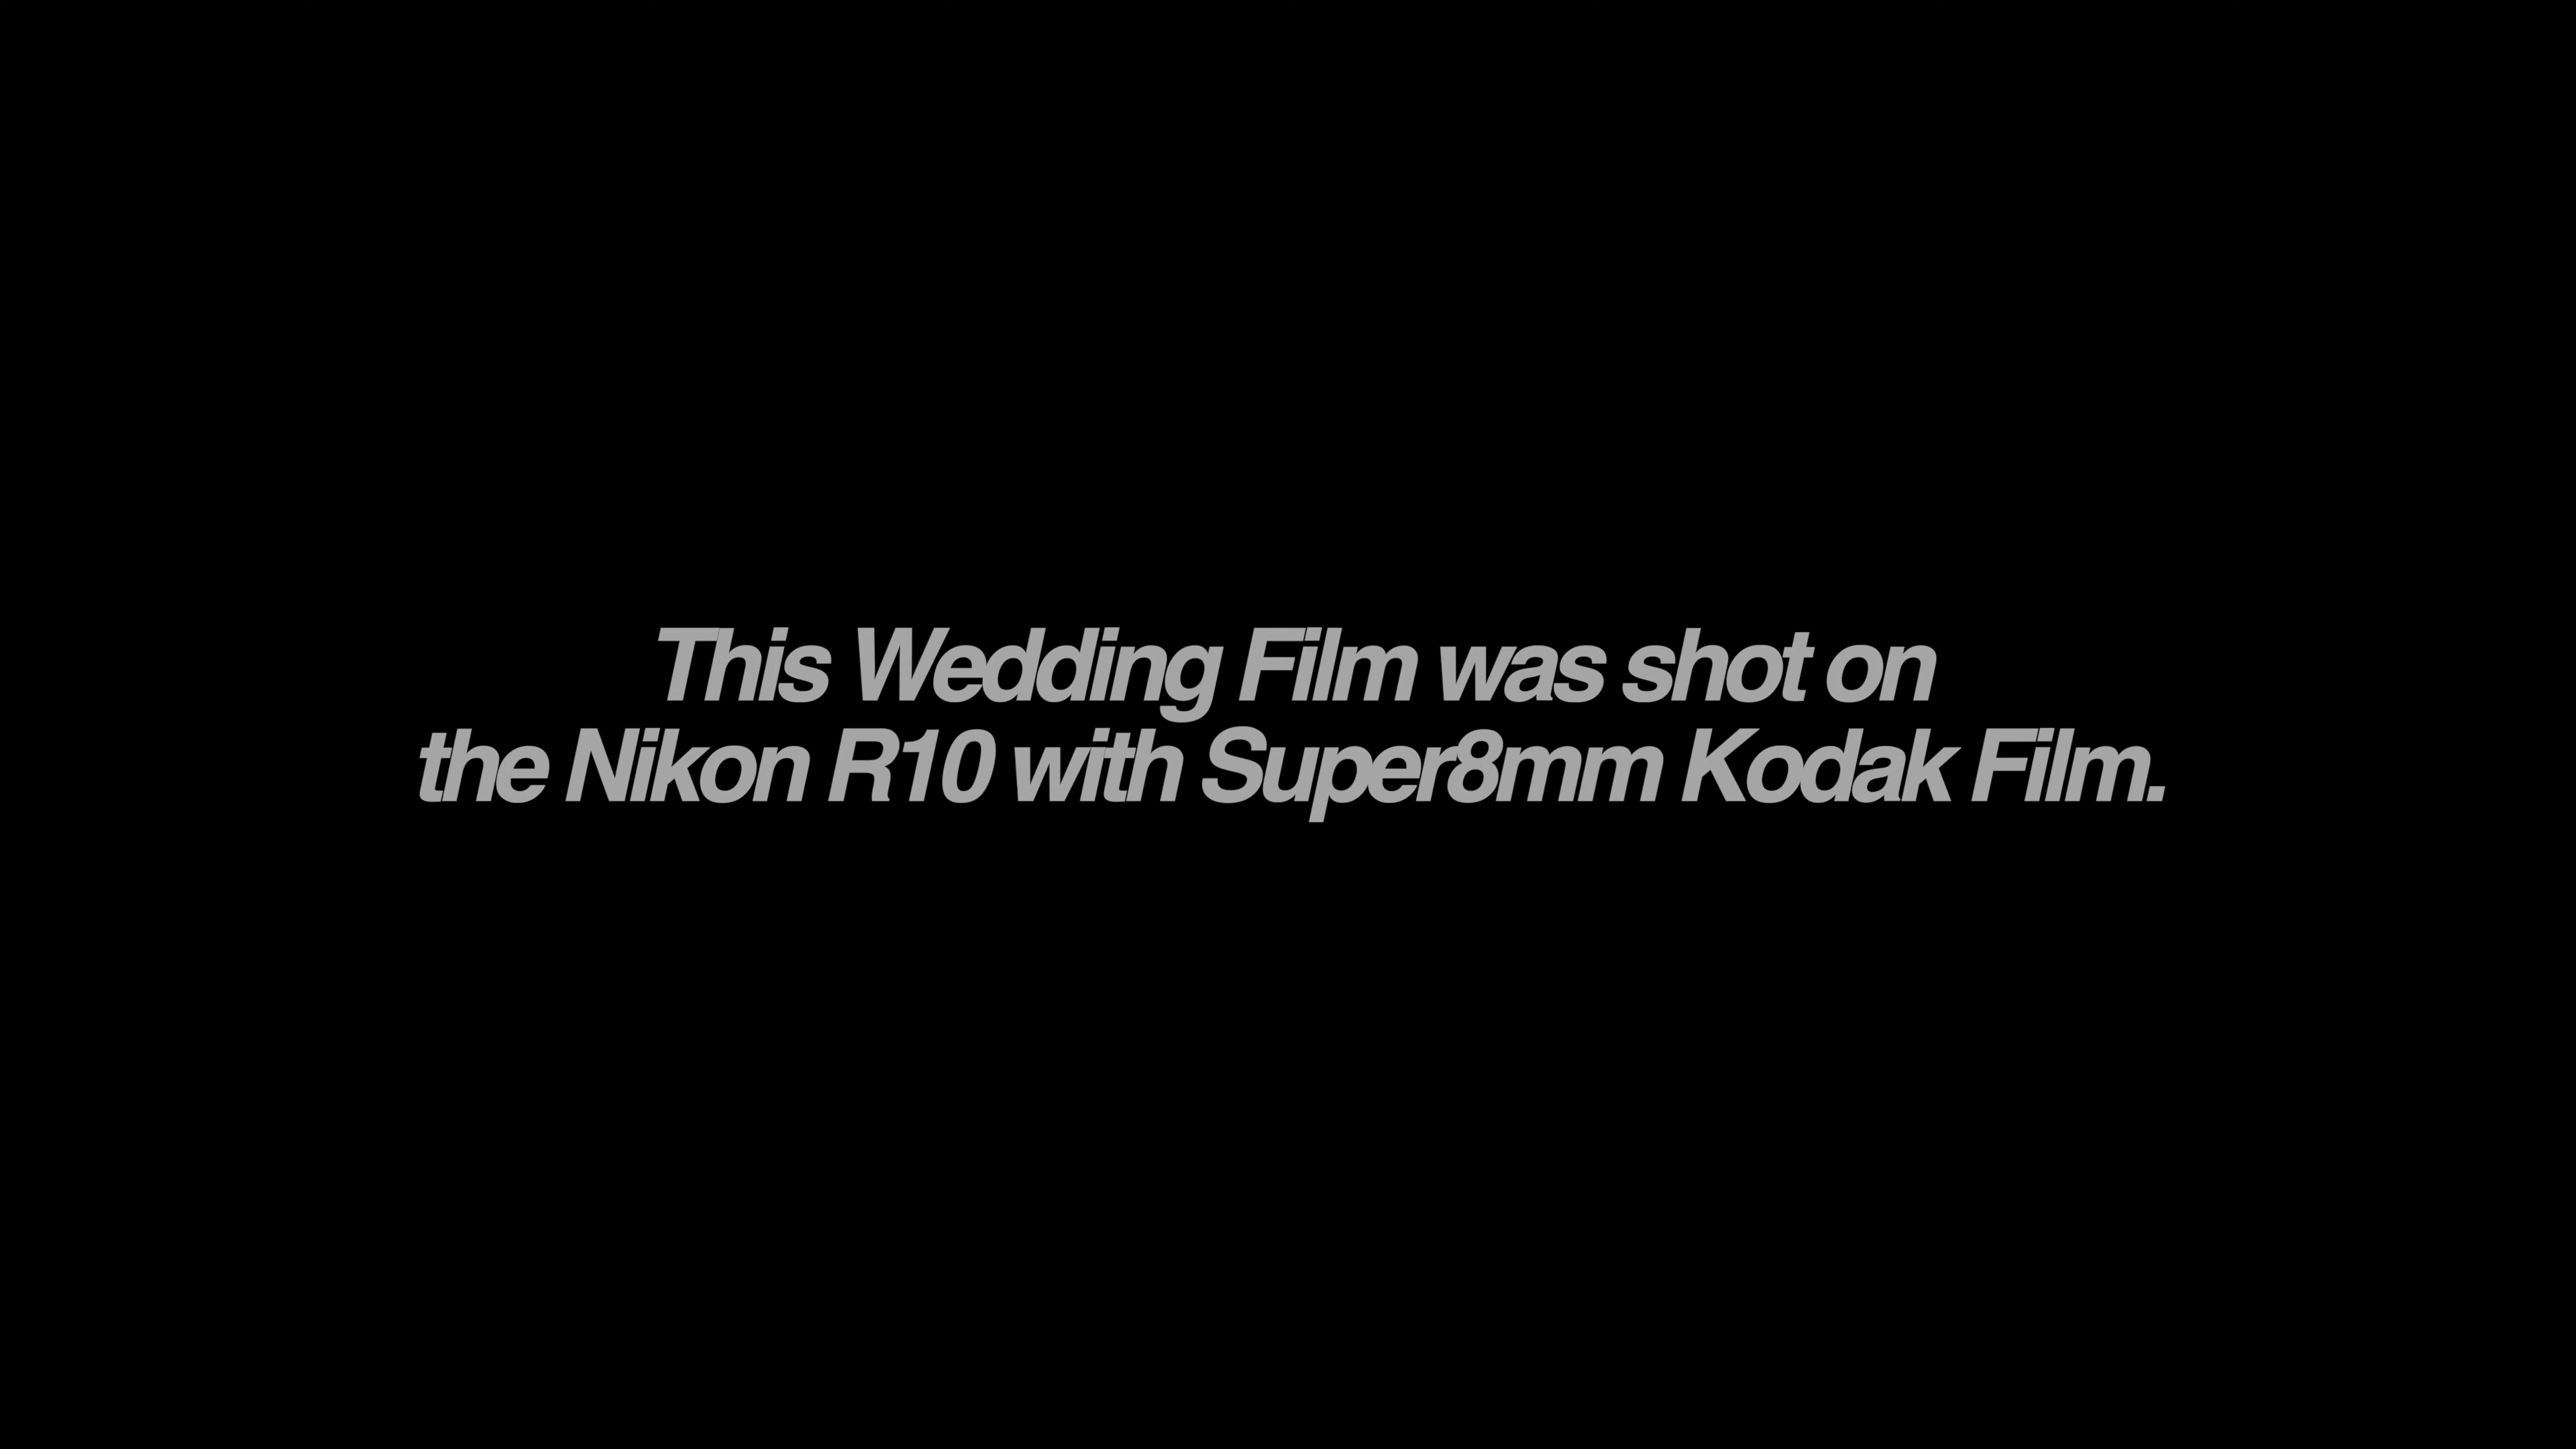 This Wedding Film was shot on
the Nikon R10 with Super8mm Kodak Film.